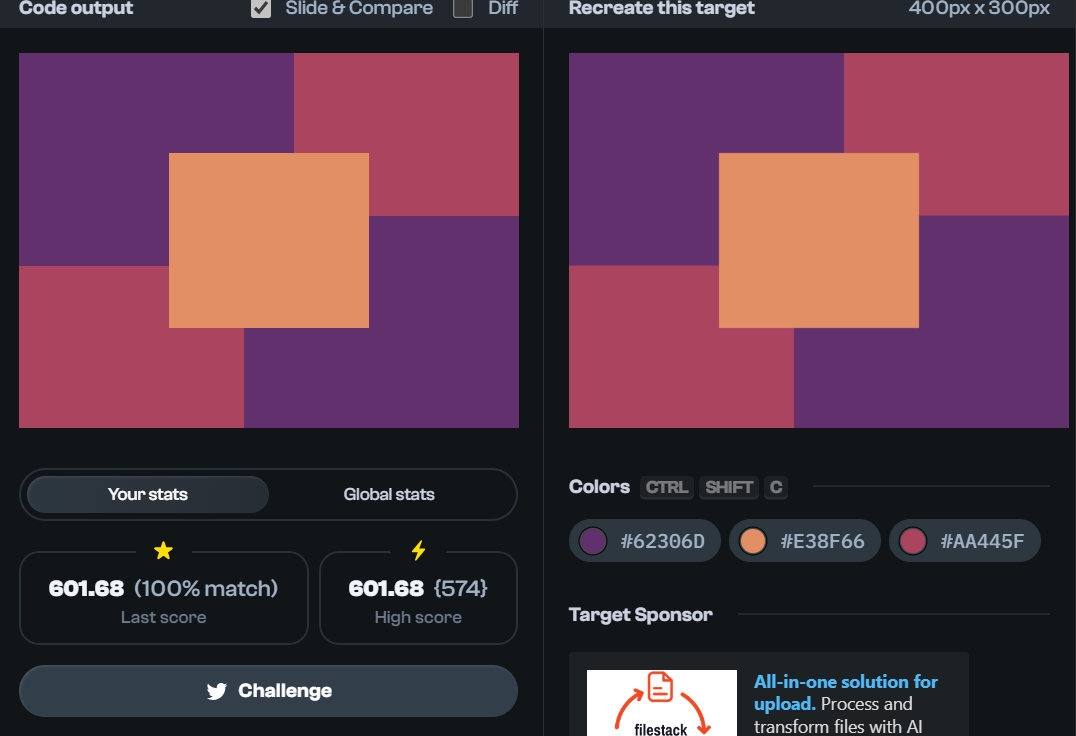 Code output
Slide & Compare
Diff
Recreate this target
400px x 300px
Your stats
Global stats
601.68 (100% match)
Last score
601.68 {574}
High score
Challenge
Colors CTRL SHIFT C
#62306D
#E38F66
#AA445F
Target Sponsor
filestack
All-in-one solution for
upload. Process and
transform files with AI